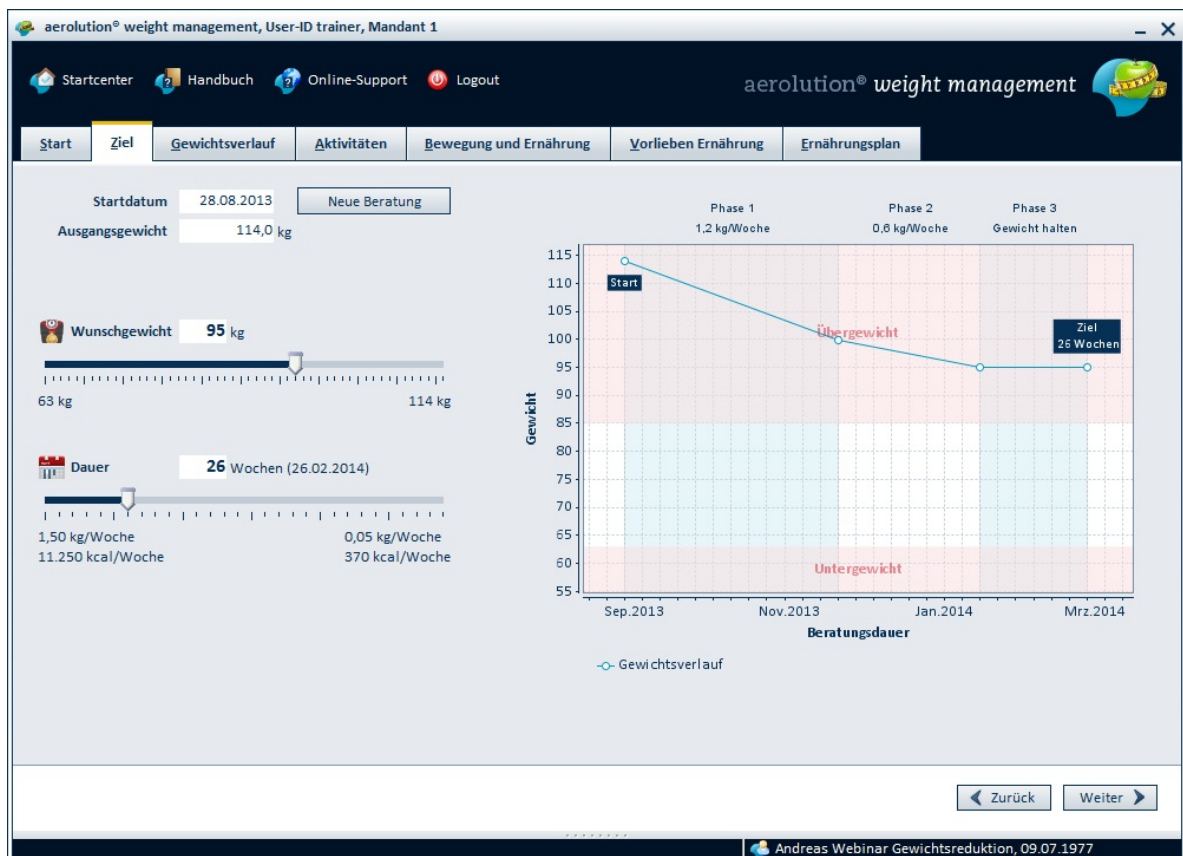 aerolution® weight management, User-ID trainer, Mandant 1
Startcenter Handbuch Online-Support Logout
aerolution® weight management
Start Ziel Gewichtsverlauf Aktivitäten Bewegung und Ernährung Vorlieben Ernährung Ernährungsplan
Startdatum 28.08.2013 Neue Beratung
Ausgangsgewicht 114,0 kg
Wunschgewicht 95 kg
63 kg 114 kg
Dauer 26 Wochen (26.02.2014)
1,50 kg/Woche 0,05 kg/Woche
11.250 kcal/Woche 370 kcal/Woche
Phase 1 Phase 2 Phase 3
1,2 kg/Woche 0,6 kg/Woche Gewicht halten
115
110
105
100
95
90
85
80
75
70
65
60
55
Gewicht
Start
Übergewicht
Ziel
26 Wochen
Untergewicht
Sep.2013 Nov.2013 Jan.2014 Mrz.2014
Beratungsdauer
Gewichtsverlauf
Zurück Weiter
Andreas Webinar Gewichtsreduktion, 09.07.1977